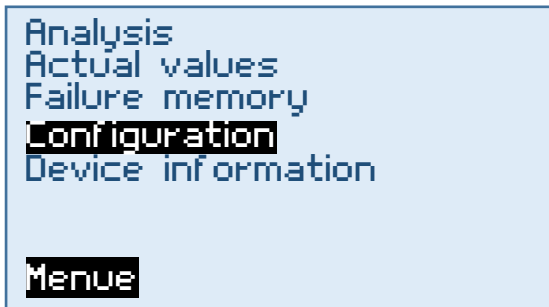 Analysis
Actual values
Failure memory
Configuration
Device information
Menue